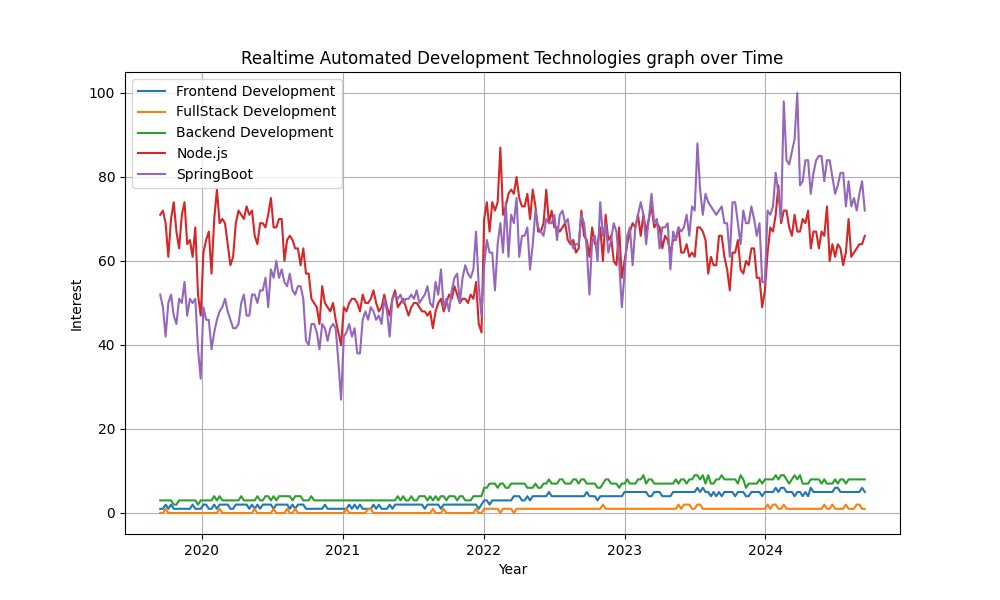 Realtime Automated Development Technologies graph over Time
Frontend Development
FullStack Development
Backend Development
Node.js
SpringBoot
100
80
60
40
20
0
Interest
2020 2021 2022 2023 2024
Year